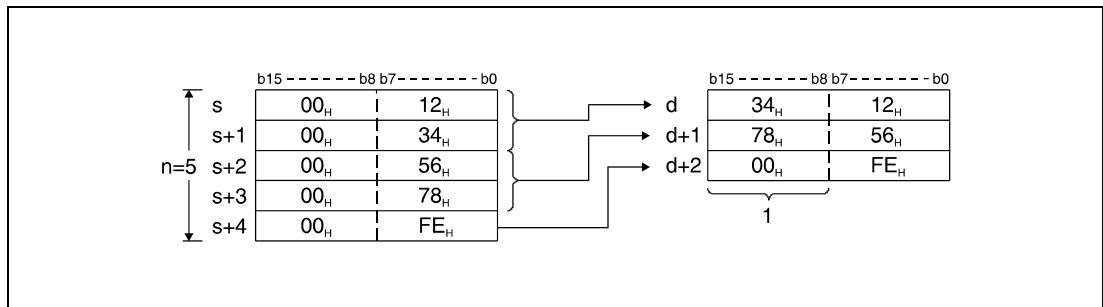 b15 - - - - - - - b8 b7 - - - - - - - - b0 b15 - - - - - - - b8 b7 - - - - - - - - b0
s 00H 12H d 34H 12H
s+1 00H 34H d+1 78H 56H
n=5 s+2 00H 56H d+2 00H FEH
s+3 00H 78H 1
s+4 00H FEH